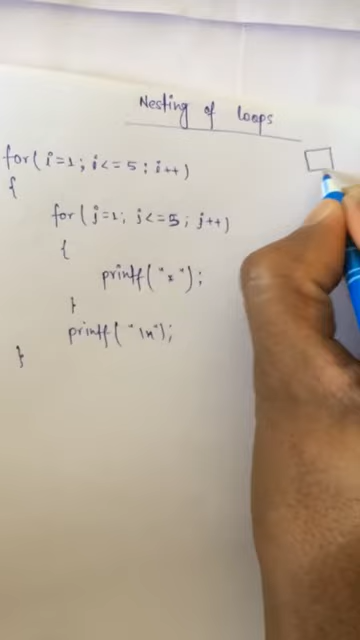 Nesting of loops
for(i=1; i<=5; i++)
{
for(j=1; j<=5; j++)
{
printf("*");
}
printf("\n");
}